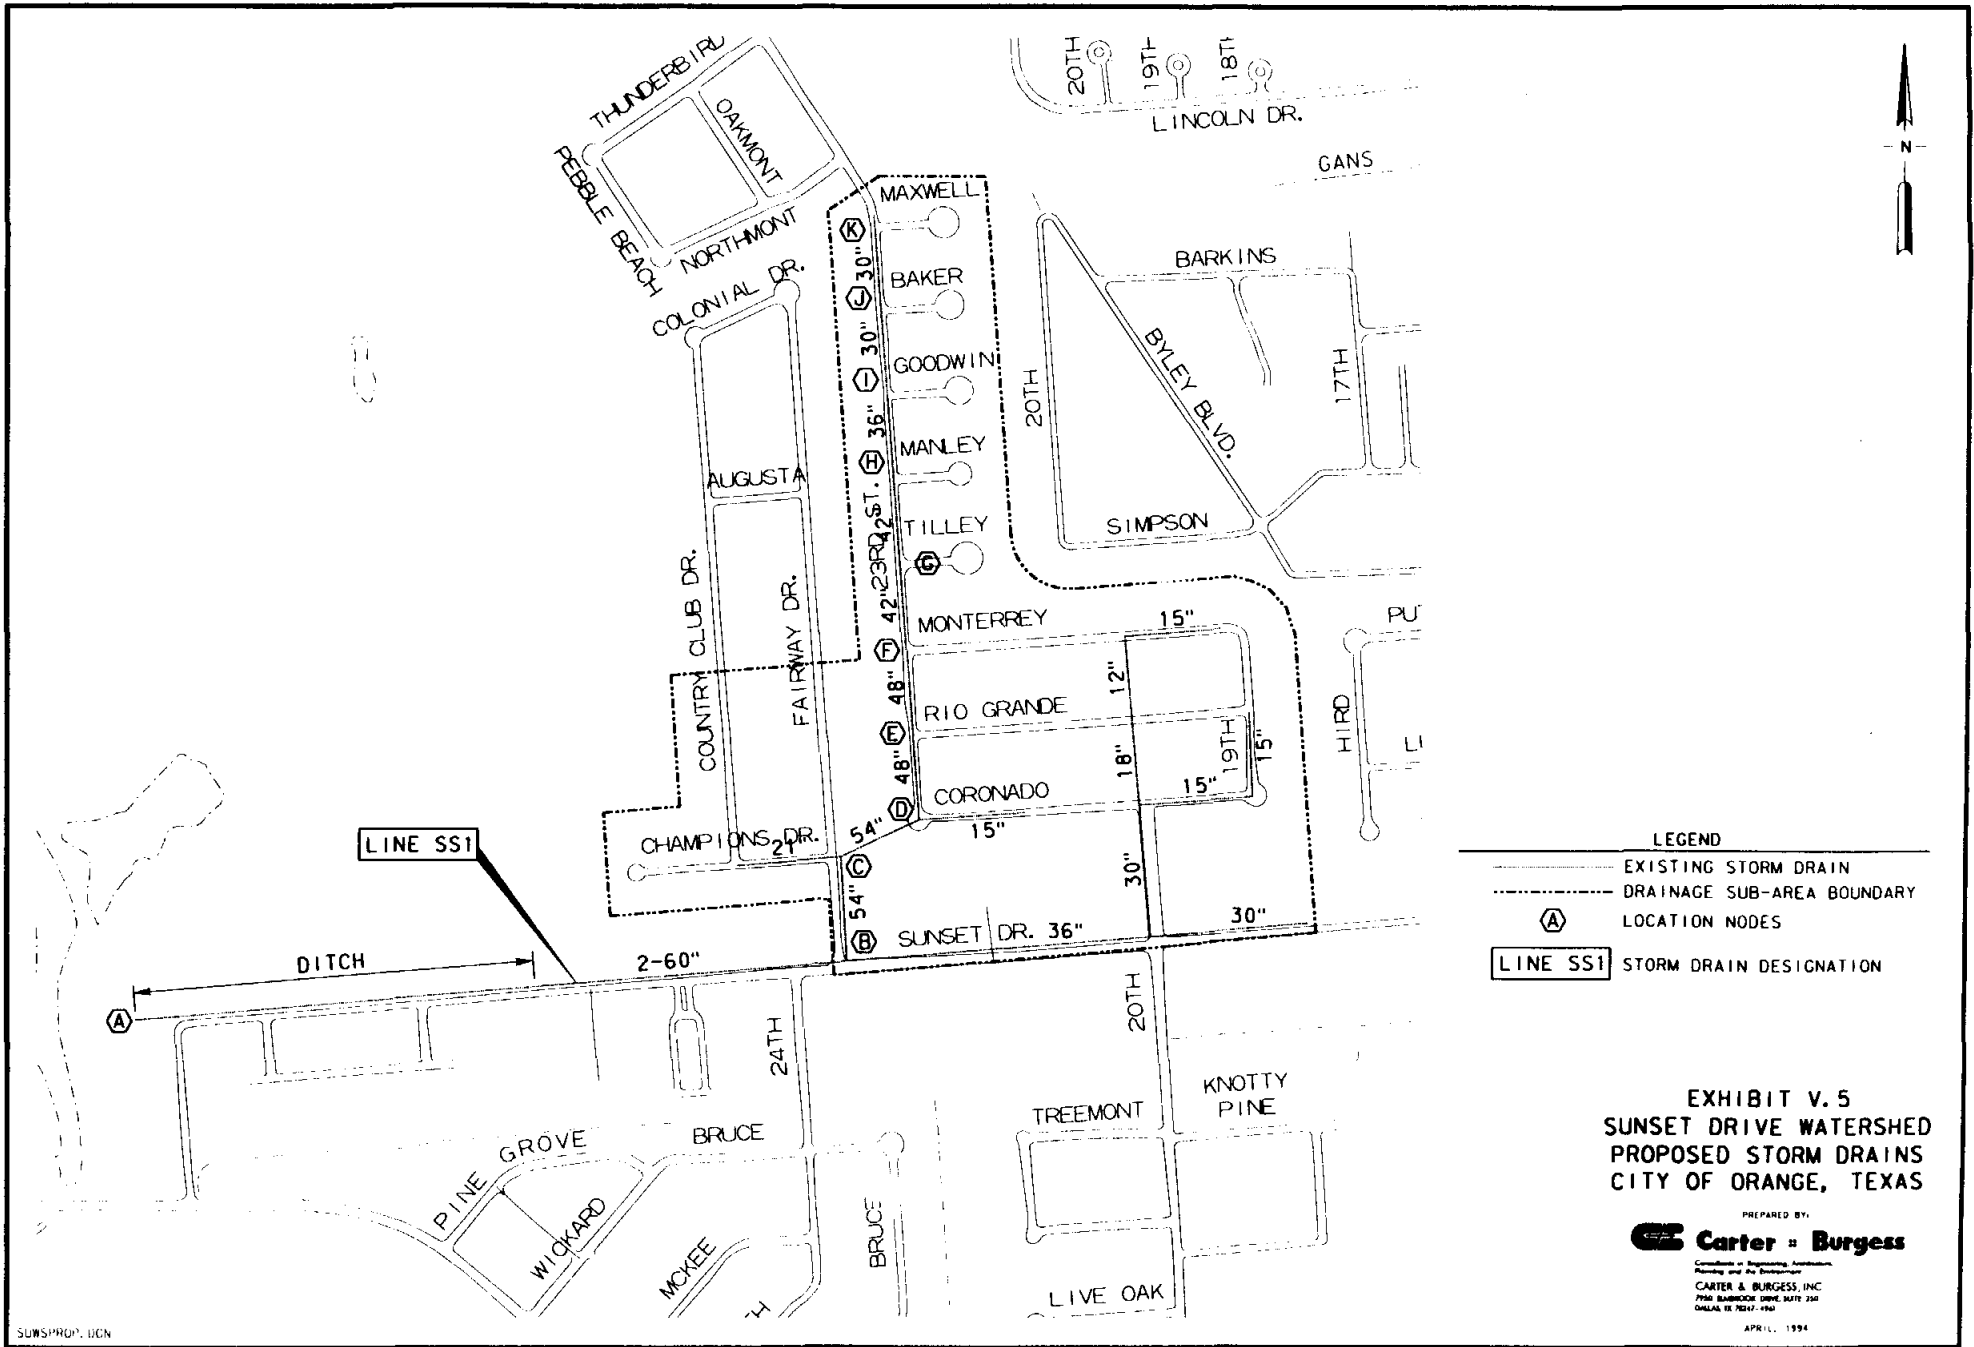 THUNDERBIRD
OAKMONT
PEBBLE BEACH
NORTHMONT
COLONIAL DR.
20TH
19TH
LINCOLN DR.
GANS
N
MAXWELL
K
30"
BAKER
J
30"
GOODWIN
I
36"
MANLEY
H
AUGUSTA
23RD ST.
42
TILLEY
G
42"
BARKINS
BYLEY BLVD.
20TH
17TH
SIMPSON
COUNTRY CLUB DR.
FAIRWAY DR.
MONTERREY
15"
F
12"
48"
RIO GRANDE
E
48"
18"
19TH
15"
15"
CORONADO
D
15"
54"
HIRD
CHAMPIONS DR.
21
C
54"
30"
B
SUNSET DR. 36"
30"
LINE SS1
DITCH
2-60"
A
24TH
20TH
KNOTTY
PINE
TREEMONT
PINE GROVE
BRUCE
WICKARD
MCKEE
BRUCE
LIVE OAK
LEGEND
EXISTING STORM DRAIN
DRAINAGE SUB-AREA BOUNDARY
A LOCATION NODES
LINE SS1 STORM DRAIN DESIGNATION
EXHIBIT V.5
SUNSET DRIVE WATERSHED
PROPOSED STORM DRAINS
CITY OF ORANGE, TEXAS
PREPARED BY:
Carter :: Burgess
CARTER & BURGESS, INC
APRIL, 1994
SUWSPROP.DGN